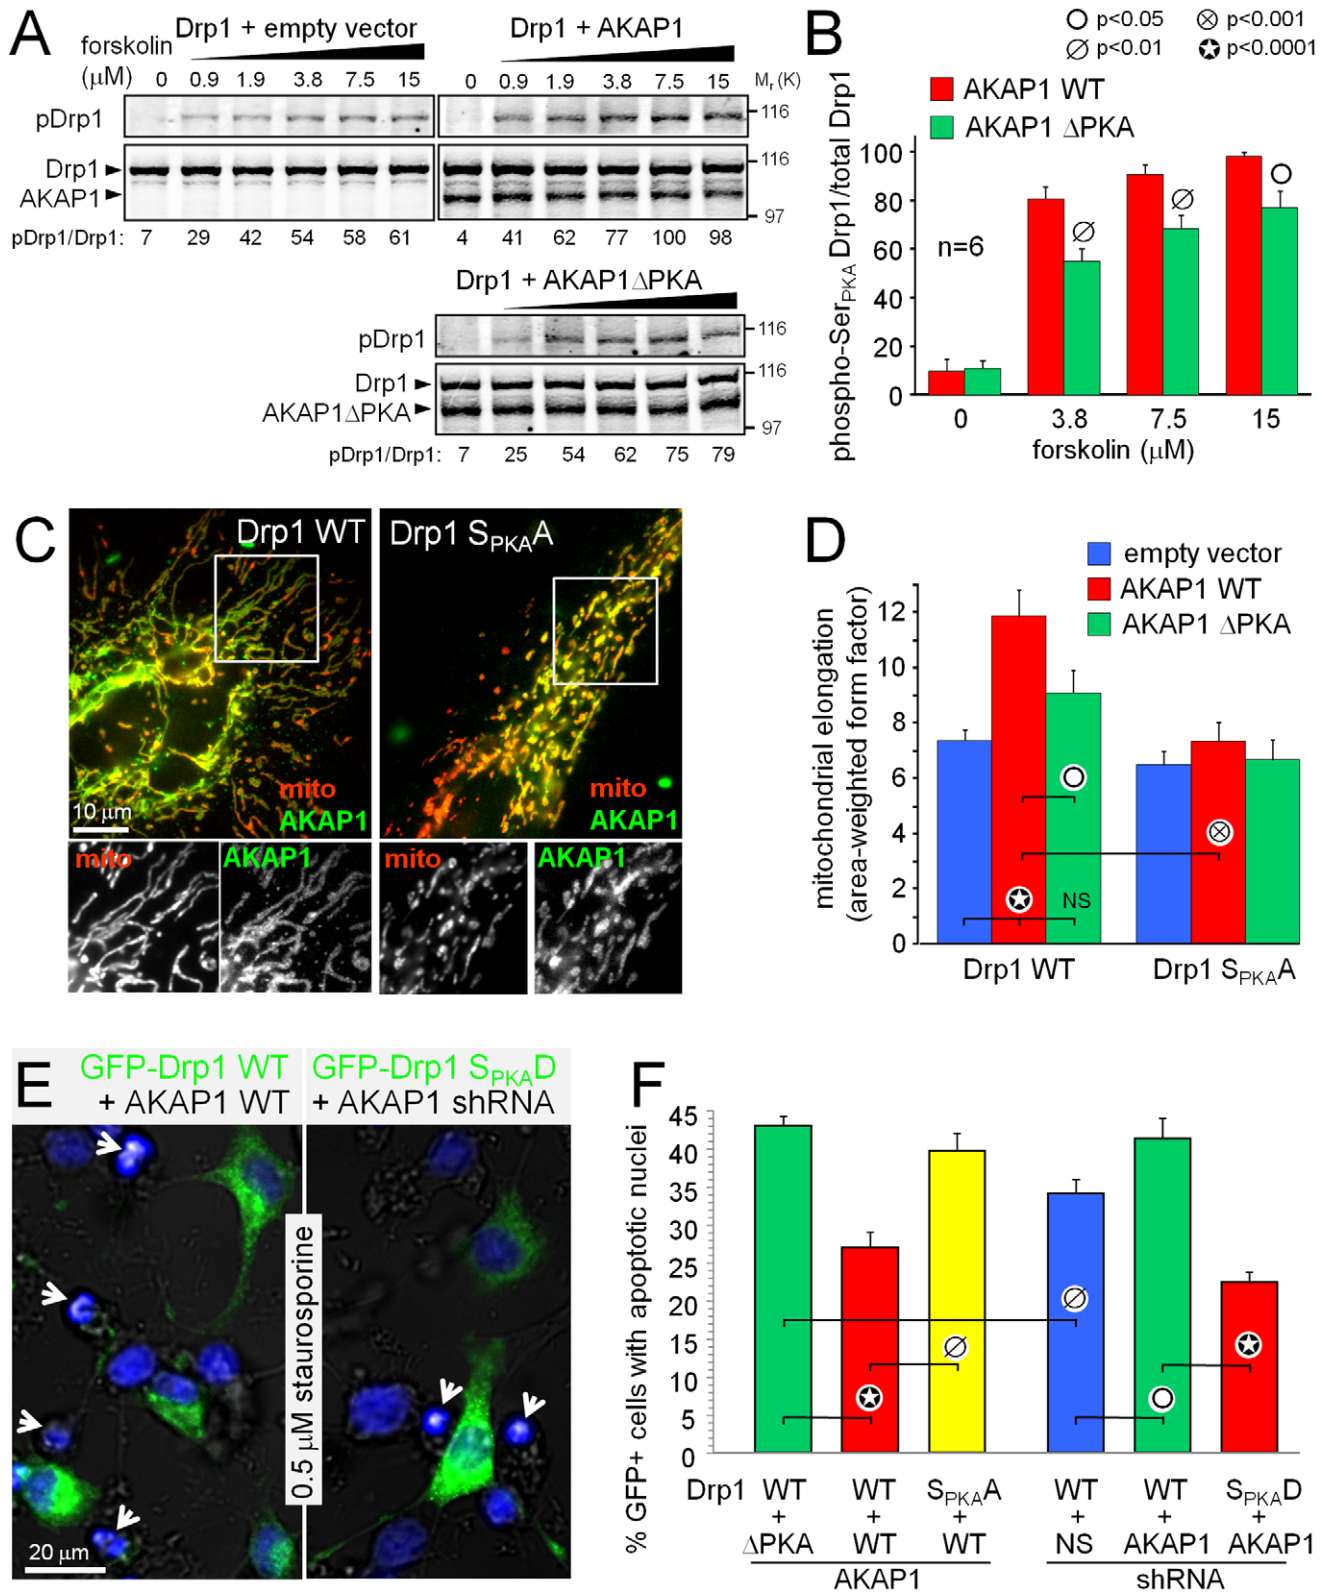 A
forskolin
(μM)
Drp1 + empty vector
0 0.9 1.9 3.8 7.5 15
Drp1 + AKAP1
0 0.9 1.9 3.8 7.5 15
Mr (K)
pDrp1
116
Drp1
AKAP1
116
97
pDrp1/Drp1: 7 29 42 54 58 61 4 41 62 77 100 98
Drp1 + AKAP1ΔPKA
pDrp1
116
Drp1
AKAP1ΔPKA
116
97
pDrp1/Drp1: 7 25 54 62 75 79
B
p<0.05
p<0.001
p<0.01
p<0.0001
AKAP1 WT
AKAP1 ΔPKA
phospho-SerPKA Drp1/total Drp1
100
80
60
40
20
0
n=6
0 3.8 7.5 15
forskolin (μM)
C
Drp1 WT
mito
AKAP1
10 μm
Drp1 SPKAA
mito
AKAP1
mito
AKAP1
mito
AKAP1
D
empty vector
AKAP1 WT
AKAP1 ΔPKA
mitochondrial elongation
(area-weighted form factor)
12
10
8
6
4
2
0
NS
Drp1 WT
Drp1 SPKAA
E
GFP-Drp1 WT
+ AKAP1 WT
GFP-Drp1 SPKAD
+ AKAP1 shRNA
0.5 μM staurosporine
20 μm
F
% GFP+ cells with apoptotic nuclei
45
40
35
30
25
20
15
10
5
0
Drp1 WT WT SPKAA WT WT SPKAD
+ + + + + +
ΔPKA WT WT NS AKAP1 AKAP1
AKAP1 shRNA